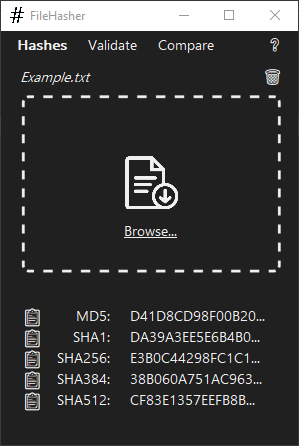 # FileHasher
Hashes Validate Compare ?
Example.txt
Browse...
MD5: D41D8CD98F00B20...
SHA1: DA39A3EE5E6B4B0...
SHA256: E3B0C44298FC1C1...
SHA384: 38B060A751AC963...
SHA512: CF83E1357EEFB8B...